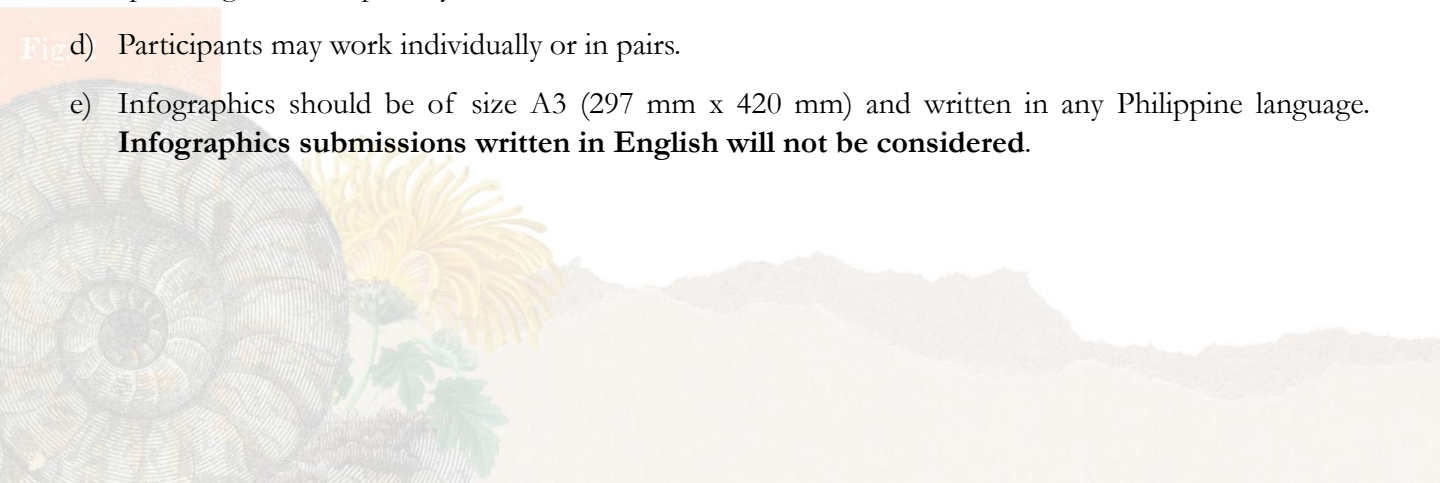 Fig.
d) Participants may work individually or in pairs.
e) Infographics should be of size A3 (297 mm x 420 mm) and written in any Philippine language.
Infographics submissions written in English will not be considered.